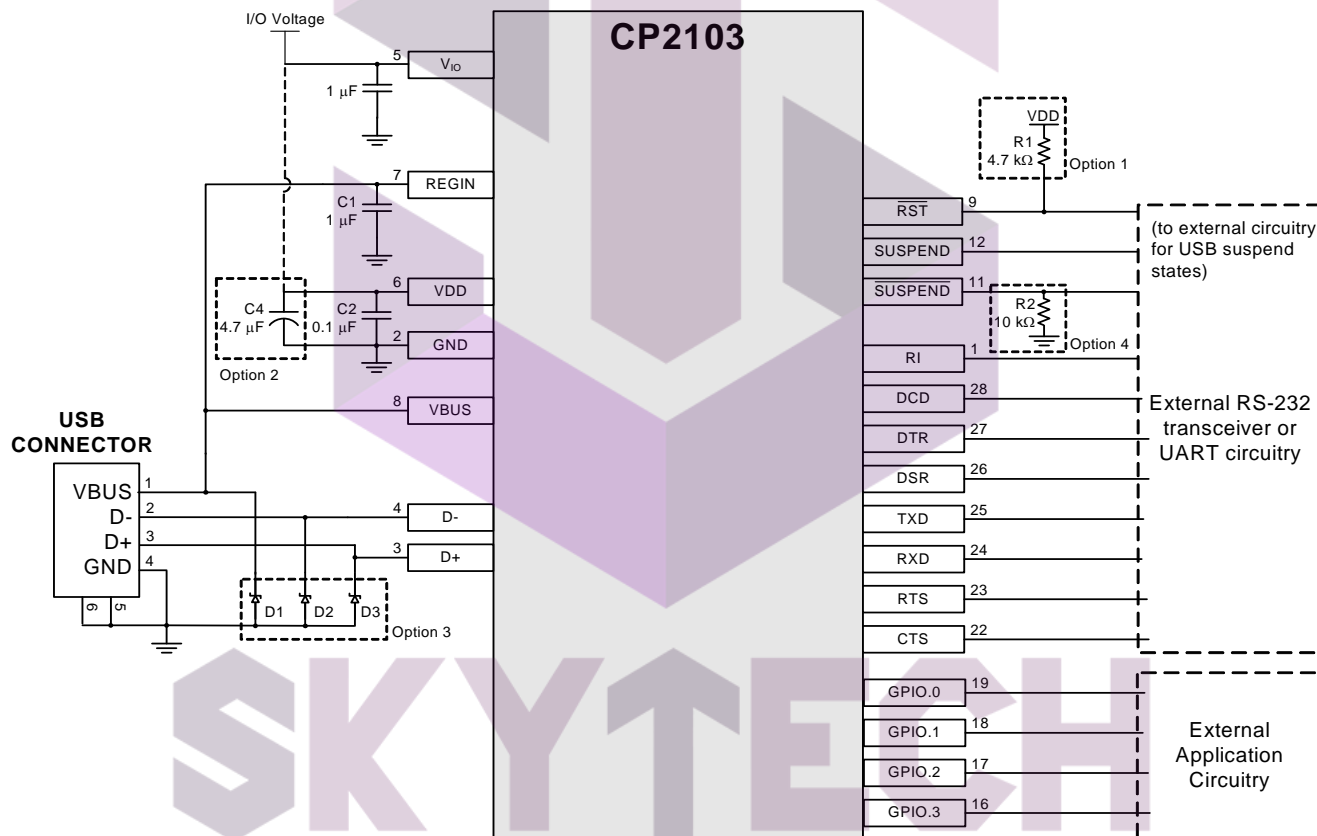 I/O Voltage
CP2103
5
VIO
1 μF
7
REGIN
C1
1 μF
6
VDD
C4
4.7 μF
C2
0.1 μF
2
GND
Option 2
8
VBUS
USB
CONNECTOR
VBUS
1
D-
2
D+
3
GND
4
6
5
4
D-
3
D+
D1
D2
D3
Option 3
VDD
R1
4.7 kΩ
Option 1
RST
9
SUSPEND
12
SUSPEND
11
(to external circuitry
for USB suspend
states)
R2
10 kΩ
Option 4
RI
1
DCD
28
DTR
27
DSR
26
TXD
25
RXD
24
RTS
23
CTS
22
External RS-232
transceiver or
UART circuitry
GPIO.0
19
GPIO.1
18
GPIO.2
17
GPIO.3
16
External
Application
Circuitry
SKYTECH